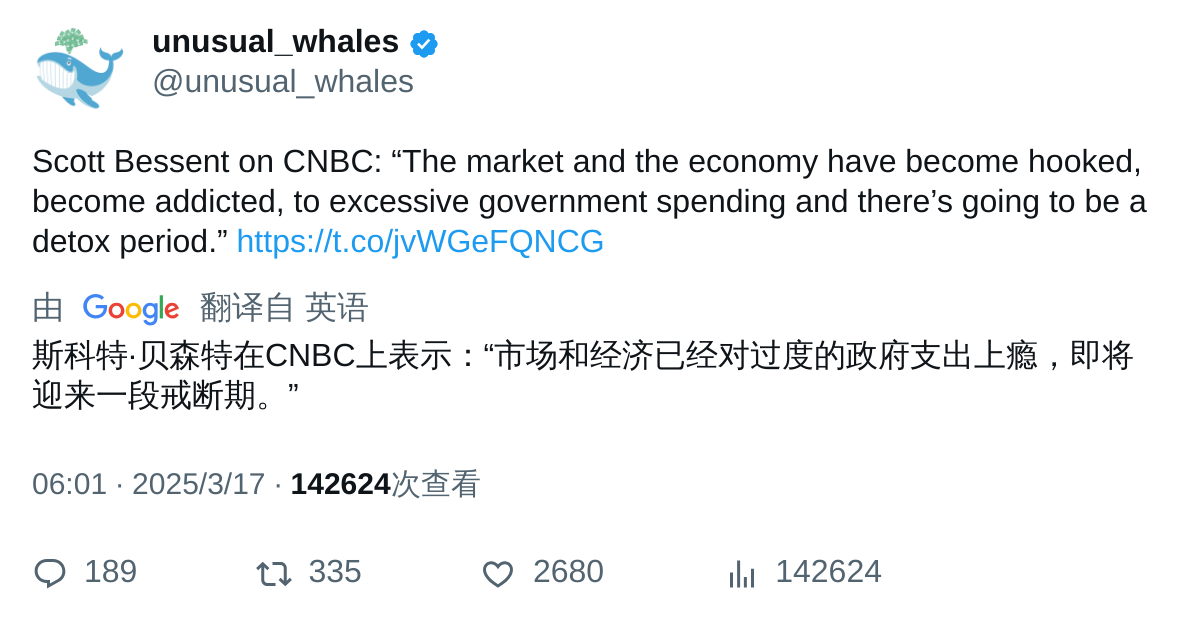 unusual_whales
@unusual_whales
Scott Bessent on CNBC: “The market and the economy have become hooked,
become addicted, to excessive government spending and there’s going to be a
detox period.” https://t.co/jvWGeFQNCG
由 Google 翻译自 英语
斯科特·贝森特在CNBC上表示：“市场和经济已经对过度的政府支出上瘾，即将
迎来一段戒断期。”
06:01 · 2025/3/17 · 142624次查看
189 335 2680 142624